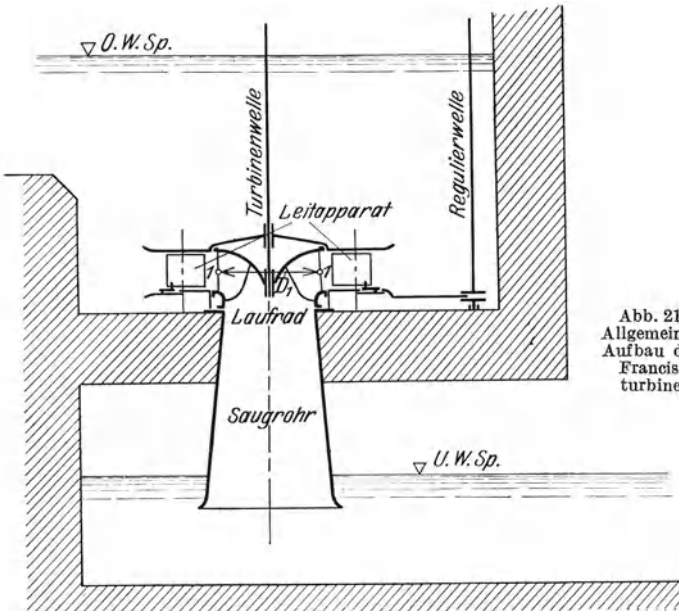 O.W.Sp.
Turbinenwelle
Regulierwelle
Leitapparat
1
D₁
1
Laufrad
Saugrohr
U.W.Sp.
Abb. 21
Allgemein
Aufbau d
Francis
turbine